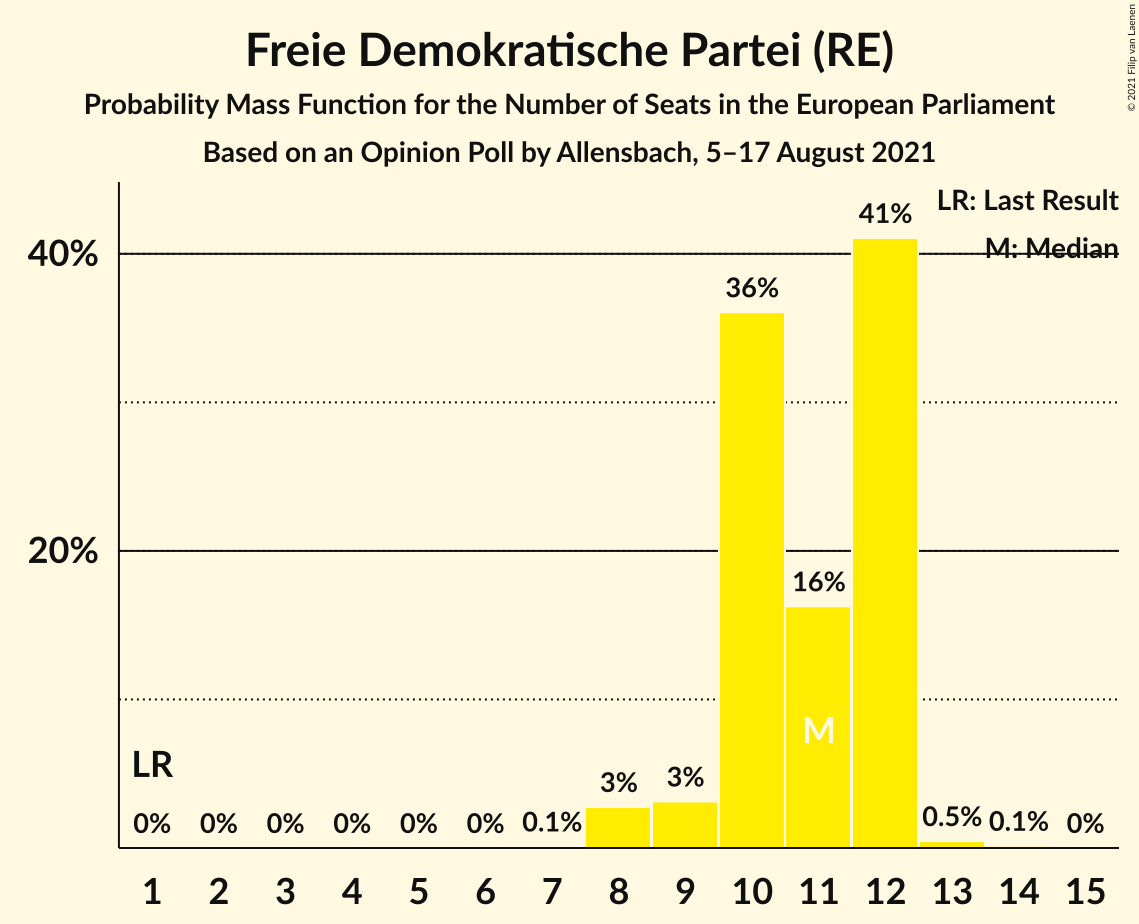 Freie Demokratische Partei (RE)
Probability Mass Function for the Number of Seats in the European Parliament
Based on an Opinion Poll by Allensbach, 5–17 August 2021
© 2021 Filip van Laenen
LR: Last Result
M: Median
40%
20%
41%
36%
16%
M
LR
3%
3%
0%
0%
0%
0%
0%
0%
0.1%
0.5%
0.1%
0%
1 2 3 4 5 6 7 8 9 10 11 12 13 14 15